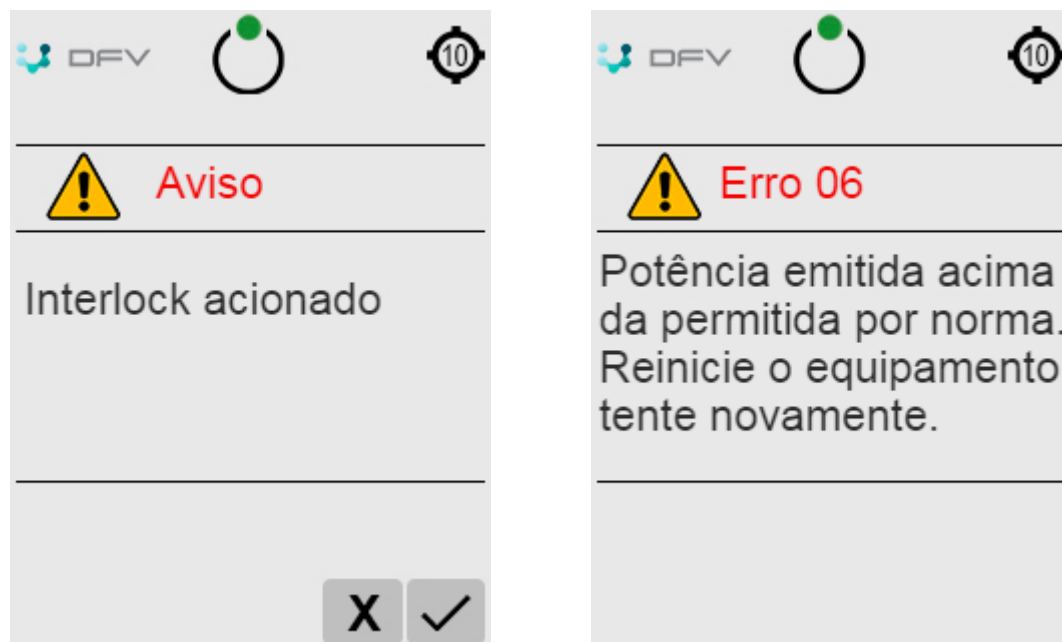 DFV
10
Aviso
Interlock acionado
X
DFV
10
Erro 06
Potência emitida acima
da permitida por norma.
Reinicie o equipamento
tente novamente.